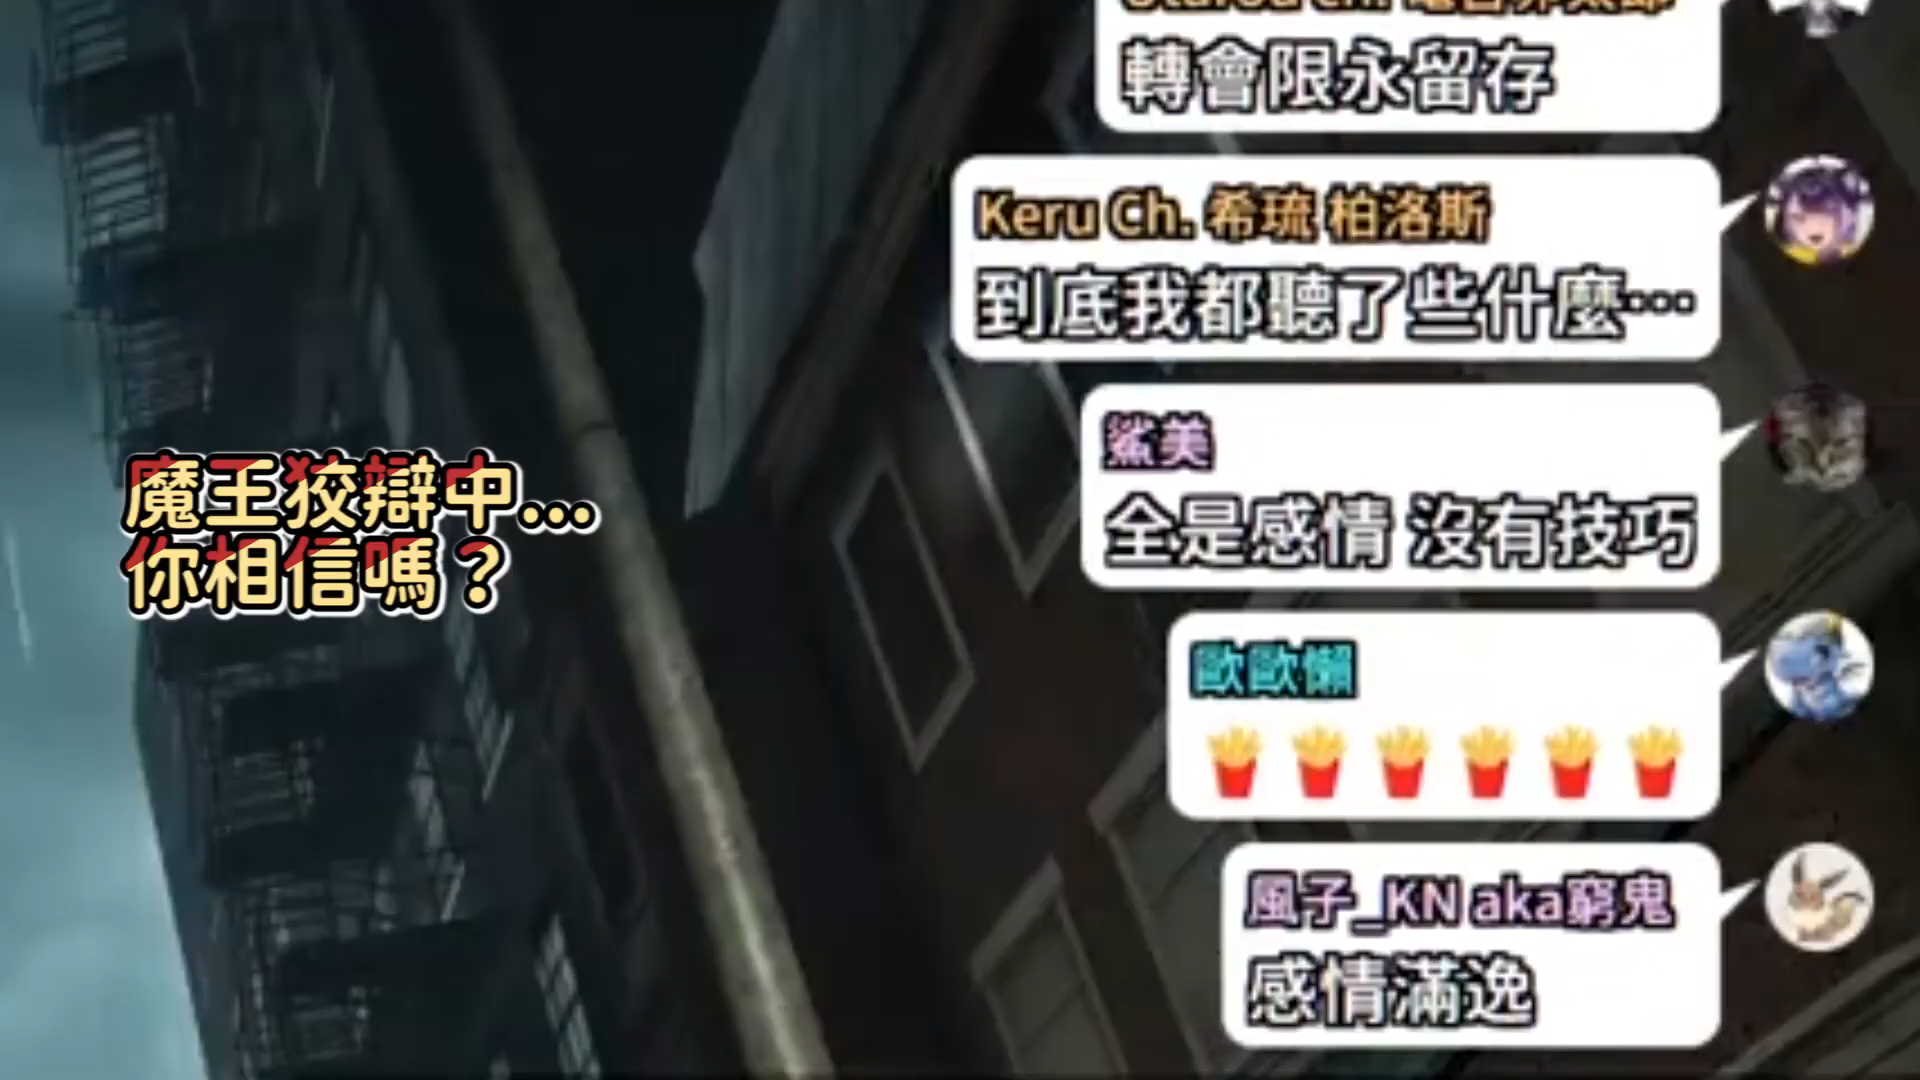 魔王狡辯中...
你相信嗎？
轉會限永留存
Keru Ch. 希琉 柏洛斯
到底我都聽了些什麼…
鯊美
全是感情 沒有技巧
歐歐懶
風子_KN aka窮鬼
感情滿逸